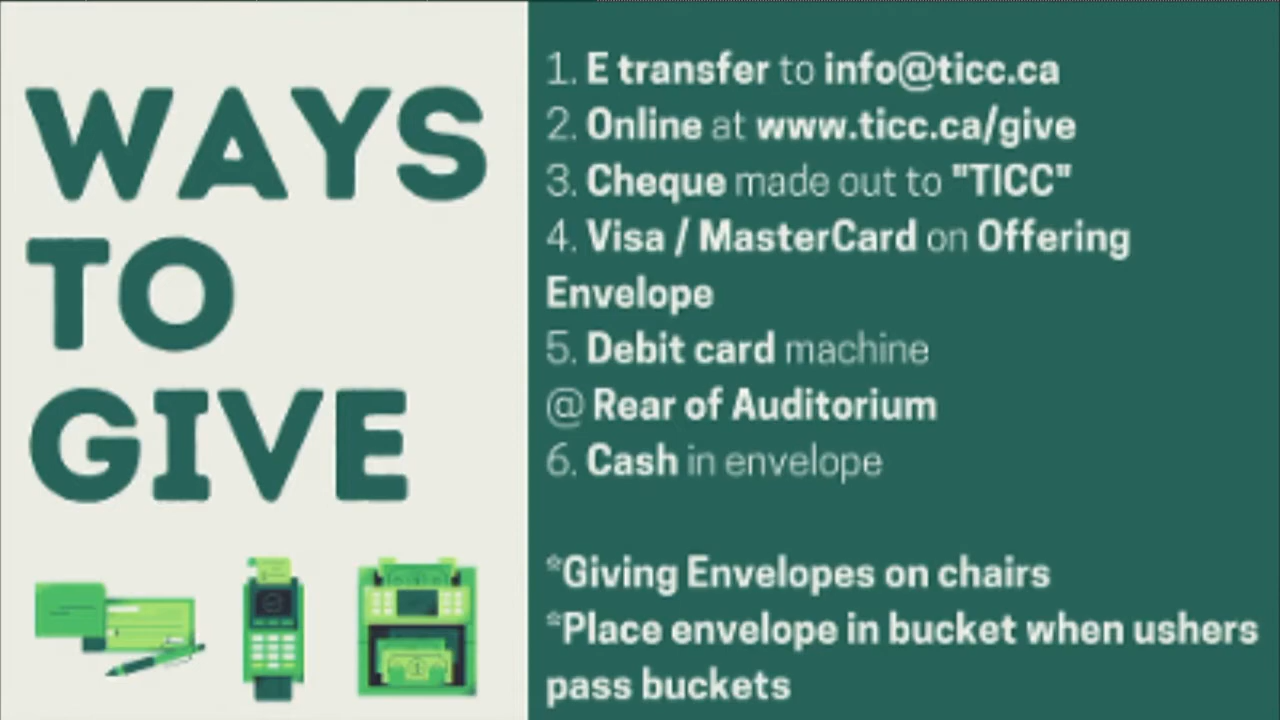 WAYS
TO
GIVE
1. E transfer to info@ticc.ca
2. Online at www.ticc.ca/give
3. Cheque made out to "TICC"
4. Visa / MasterCard on Offering
Envelope
5. Debit card machine
@ Rear of Auditorium
6. Cash in envelope
*Giving Envelopes on chairs
*Place envelope in bucket when ushers
pass buckets